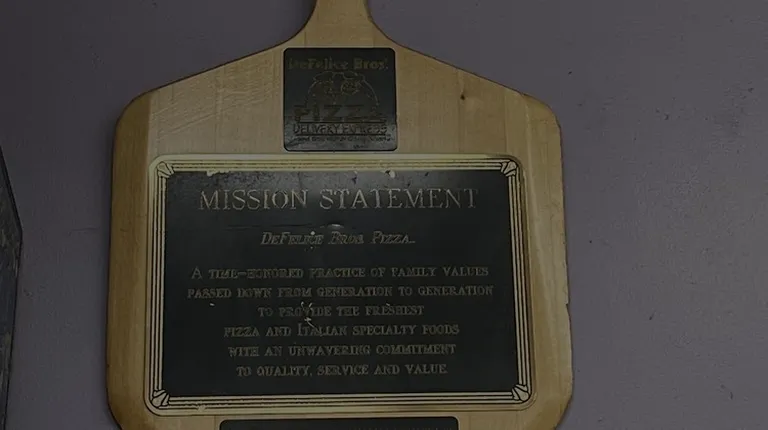 DeFelice Bros!
PIZZA
DELIVERY EXPRESS
MISSION STATEMENT
DeFelice Bros Pizza...
A TIME-HONORED PRACTICE OF FAMILY VALUES
PASSED DOWN FROM GENERATION TO GENERATION
TO PROVIDE THE FRESHEST
PIZZA AND ITALIAN SPECIALTY FOODS
WITH AN UNWAVERING COMMITMENT
TO QUALITY, SERVICE AND VALUE